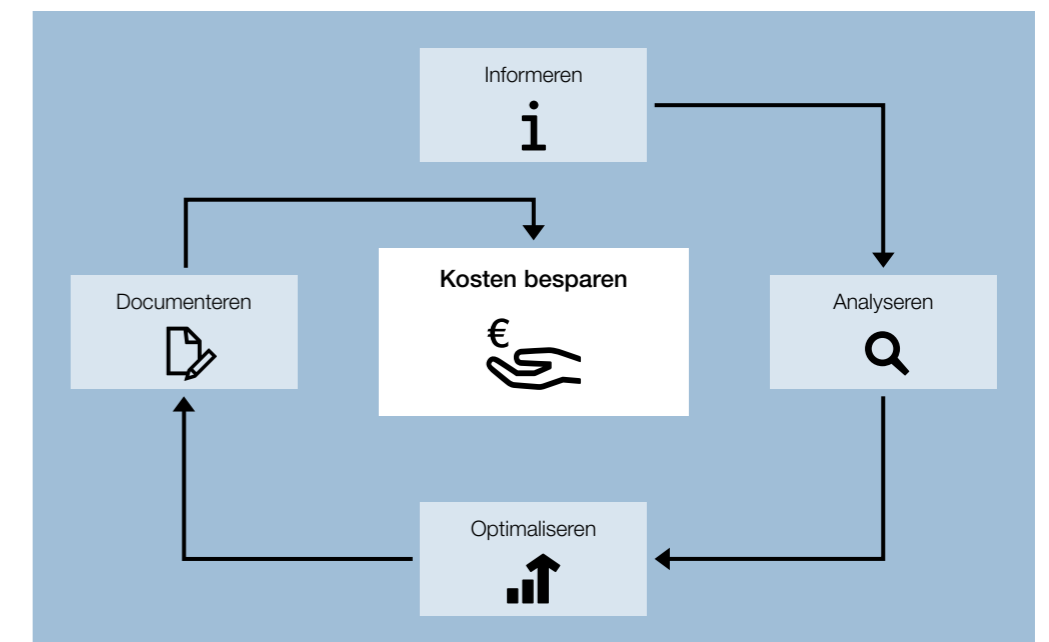 Informeren
i
Kosten besparen
€
Documenteren
Analyseren
Optimaliseren